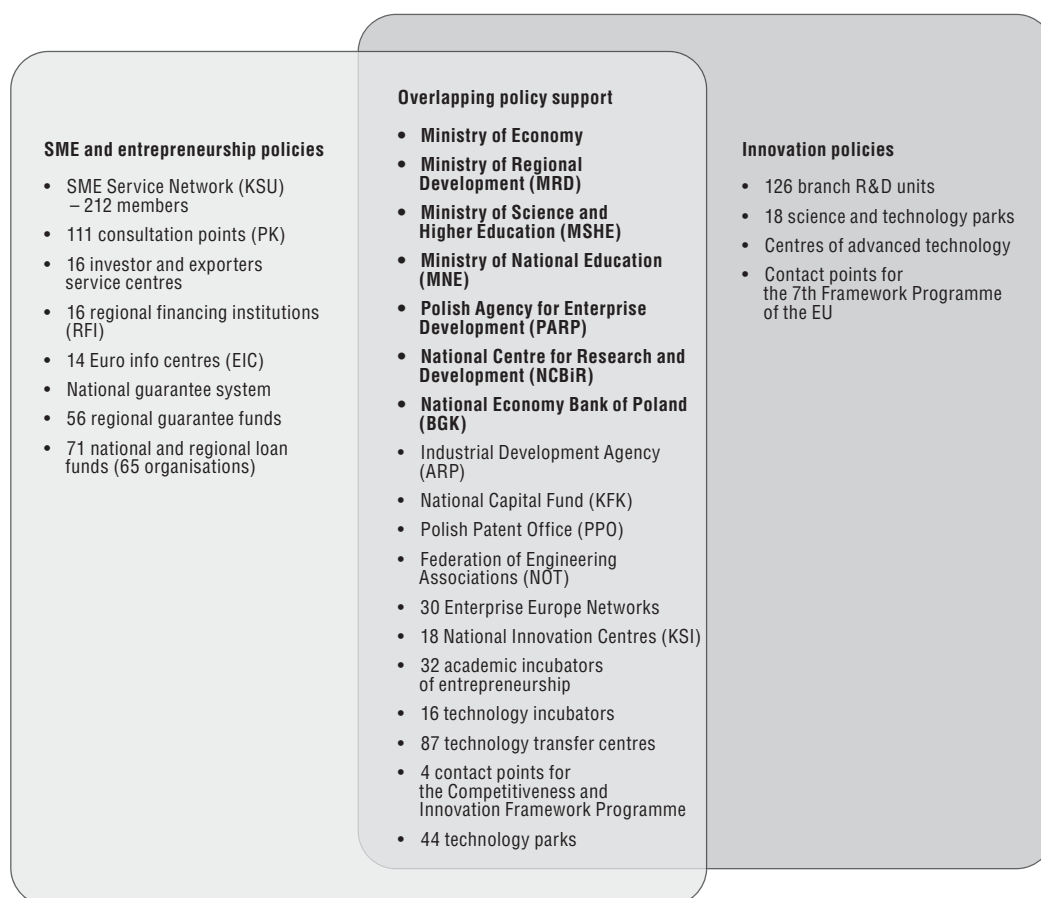 SME and entrepreneurship policies
• SME Service Network (KSU)
– 212 members
• 111 consultation points (PK)
• 16 investor and exporters
service centres
• 16 regional financing institutions
(RFI)
• 14 Euro info centres (EIC)
• National guarantee system
• 56 regional guarantee funds
• 71 national and regional loan
funds (65 organisations)
Overlapping policy support
• Ministry of Economy
• Ministry of Regional
Development (MRD)
• Ministry of Science and
Higher Education (MSHE)
• Ministry of National Education
(MNE)
• Polish Agency for Enterprise
Development (PARP)
• National Centre for Research and
Development (NCBiR)
• National Economy Bank of Poland
(BGK)
• Industrial Development Agency
(ARP)
• National Capital Fund (KFK)
• Polish Patent Office (PPO)
• Federation of Engineering
Associations (NOT)
• 30 Enterprise Europe Networks
• 18 National Innovation Centres (KSI)
• 32 academic incubators
of entrepreneurship
• 16 technology incubators
• 87 technology transfer centres
• 4 contact points for
the Competitiveness and
Innovation Framework Programme
• 44 technology parks
Innovation policies
• 126 branch R&D units
• 18 science and technology parks
• Centres of advanced technology
• Contact points for
the 7th Framework Programme
of the EU